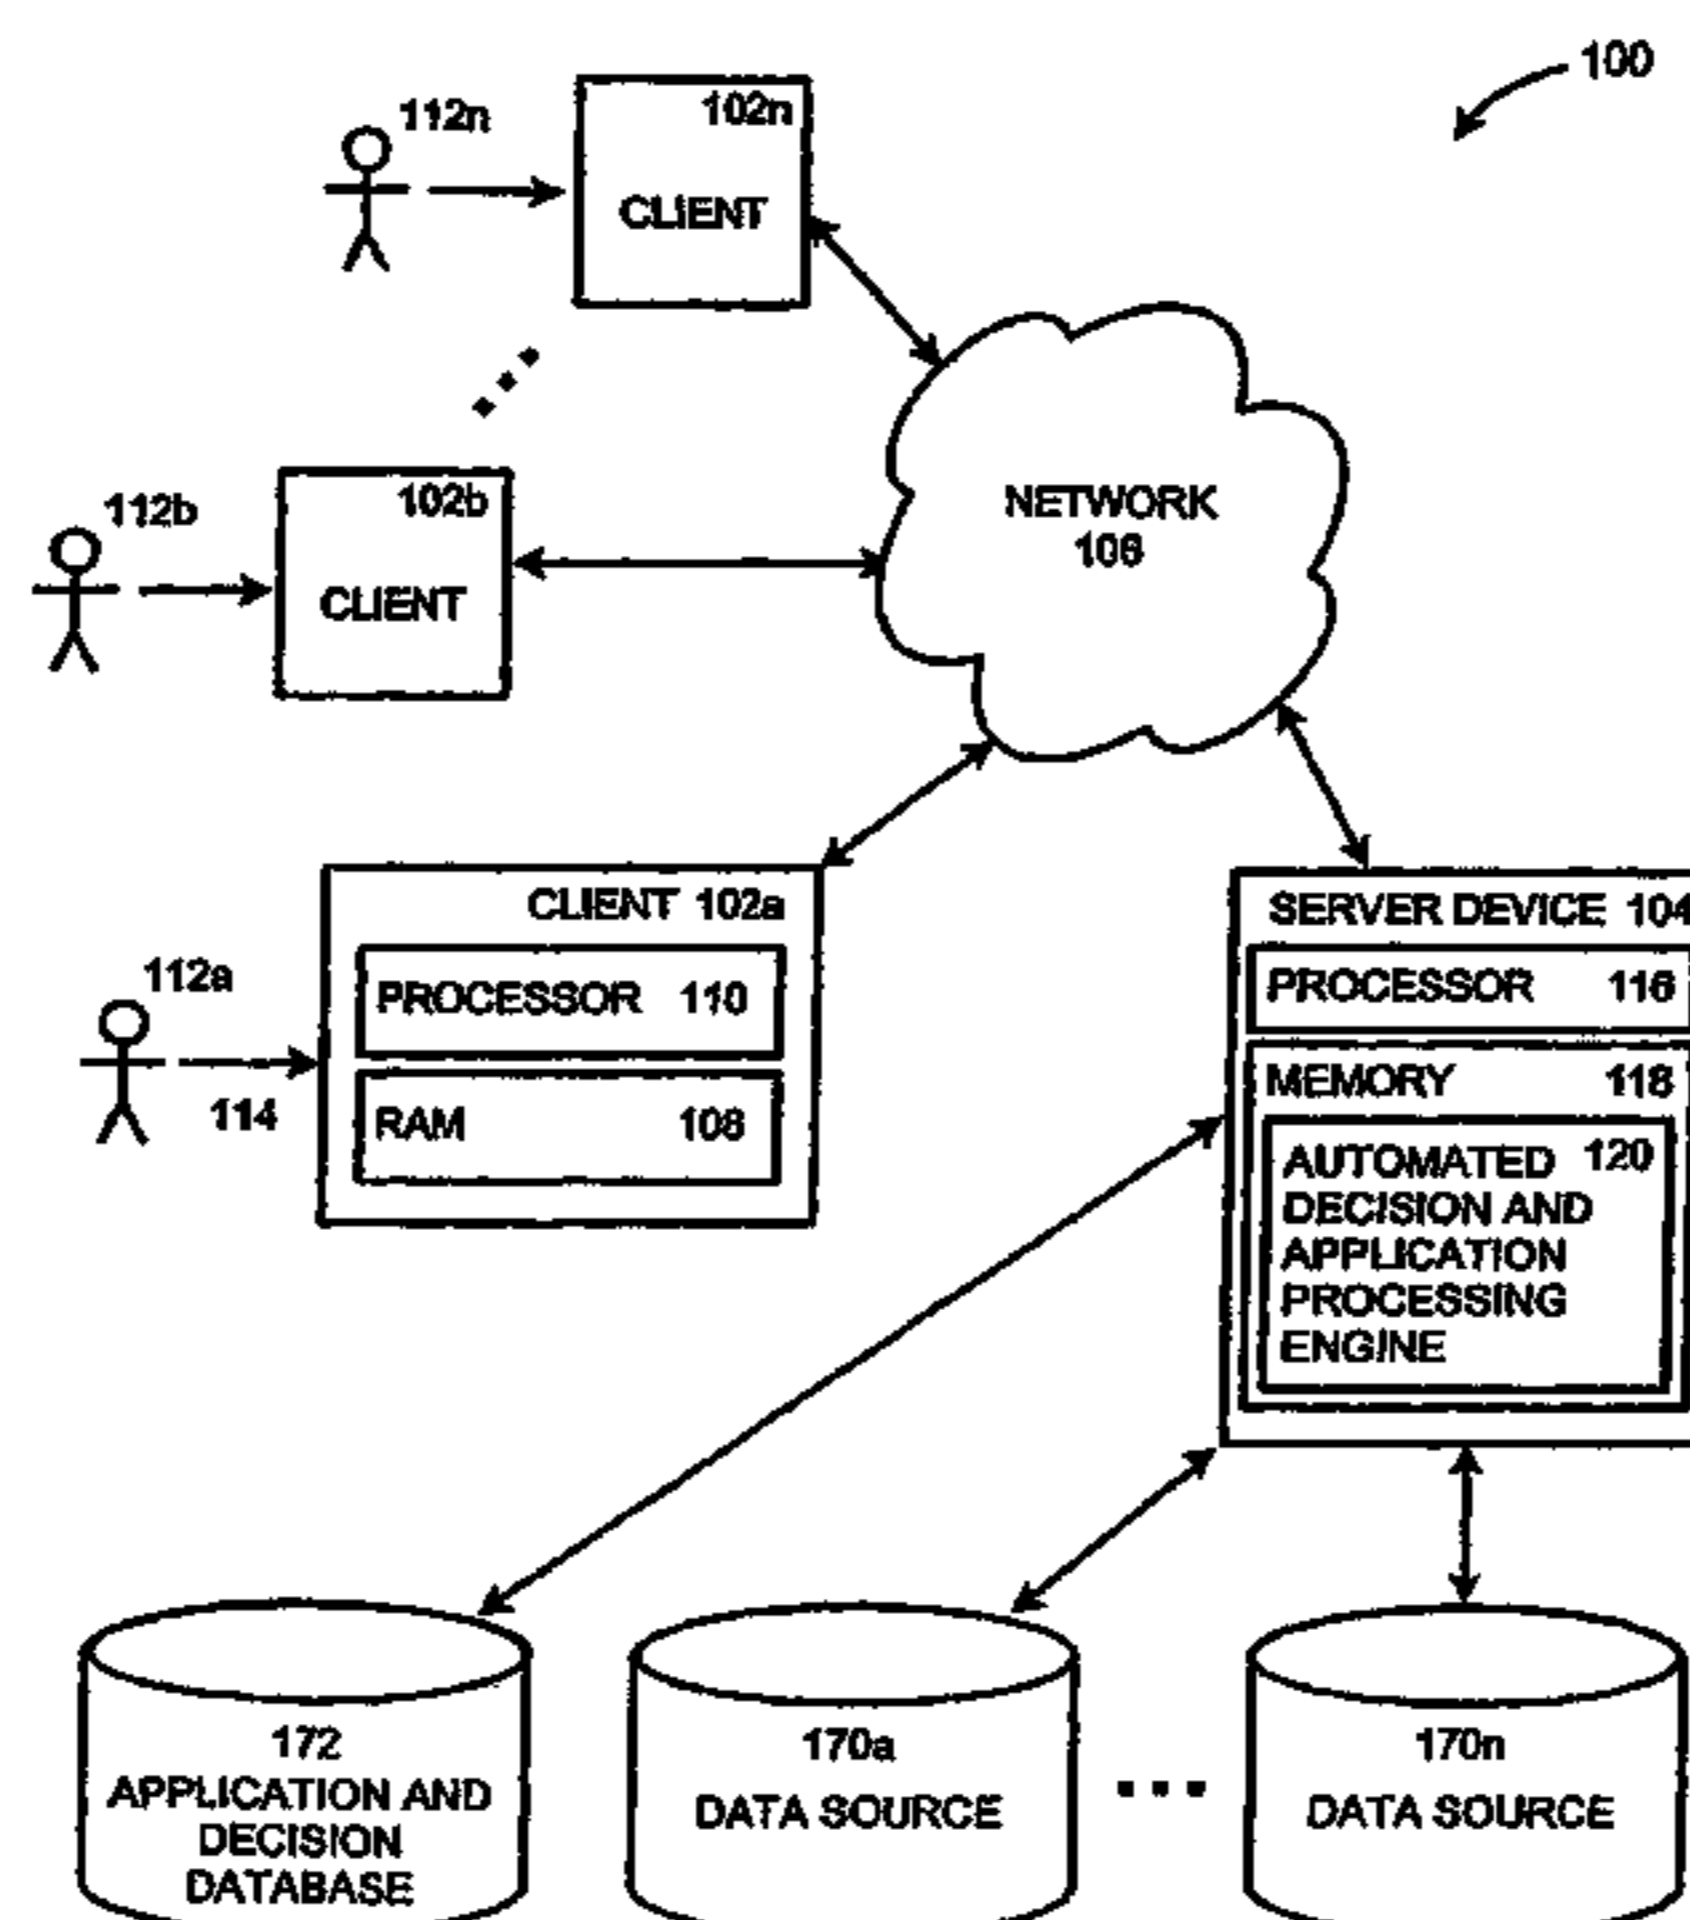 100
112n
102n
CLIENT
112b
102b
CLIENT
NETWORK
106
CLIENT 102a
PROCESSOR 110
RAM 108
112a
114
SERVER DEVICE 104
PROCESSOR 116
MEMORY 118
AUTOMATED 120
DECISION AND
APPLICATION
PROCESSING
ENGINE
172
APPLICATION AND
DECISION
DATABASE
170a
DATA SOURCE
170n
DATA SOURCE